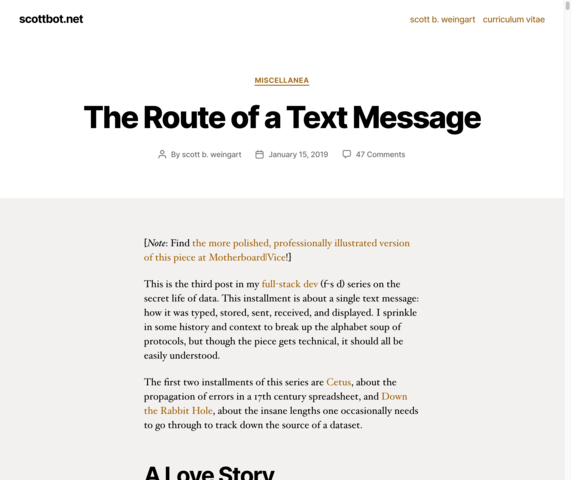 scottbot.net
scott b. weingart curriculum vitae
MISCELLANEA
The Route of a Text Message
By scott b. weingart January 15, 2019 47 Comments
[Note: Find the more polished, professionally illustrated version
of this piece at Motherboard|Vice!]
This is the third post in my full-stack dev (f-s d) series on the
secret life of data. This installment is about a single text message:
how it was typed, stored, sent, received, and displayed. I sprinkle
in some history and context to break up the alphabet soup of
protocols, but though the piece gets technical, it should all be
easily understood.
The first two installments of this series are Cetus, about the
propagation of errors in a 17th century spreadsheet, and Down
the Rabbit Hole, about the insane lengths one occasionally needs
to go through to track down the source of a dataset.
A Love Story